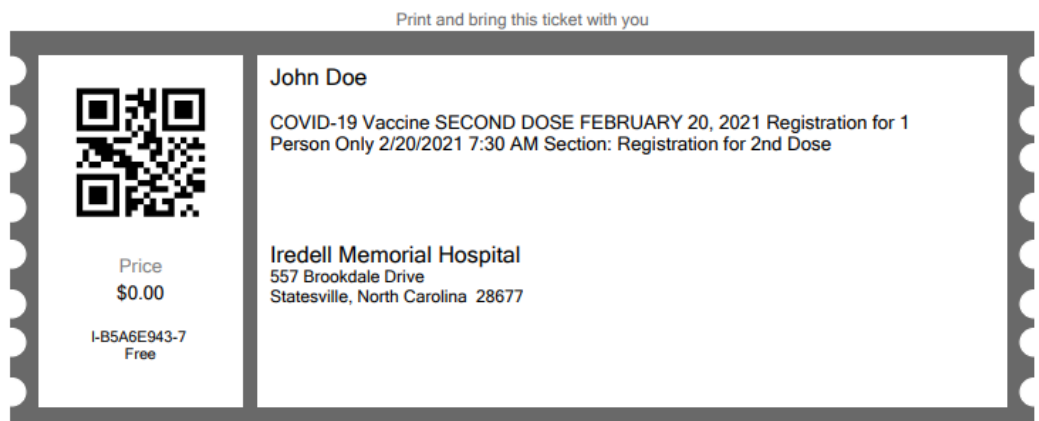 Print and bring this ticket with you
John Doe
COVID-19 Vaccine SECOND DOSE FEBRUARY 20, 2021 Registration for 1
Person Only 2/20/2021 7:30 AM Section: Registration for 2nd Dose
Iredell Memorial Hospital
557 Brookdale Drive
Statesville, North Carolina  28677
Price
$0.00
I-B5A6E943-7
Free